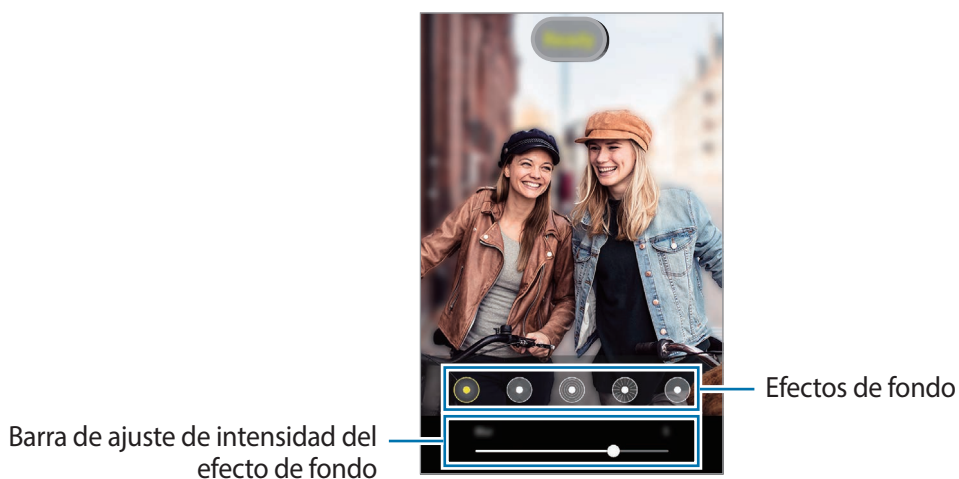 Efectos de fondo
Barra de ajuste de intensidad del
efecto de fondo